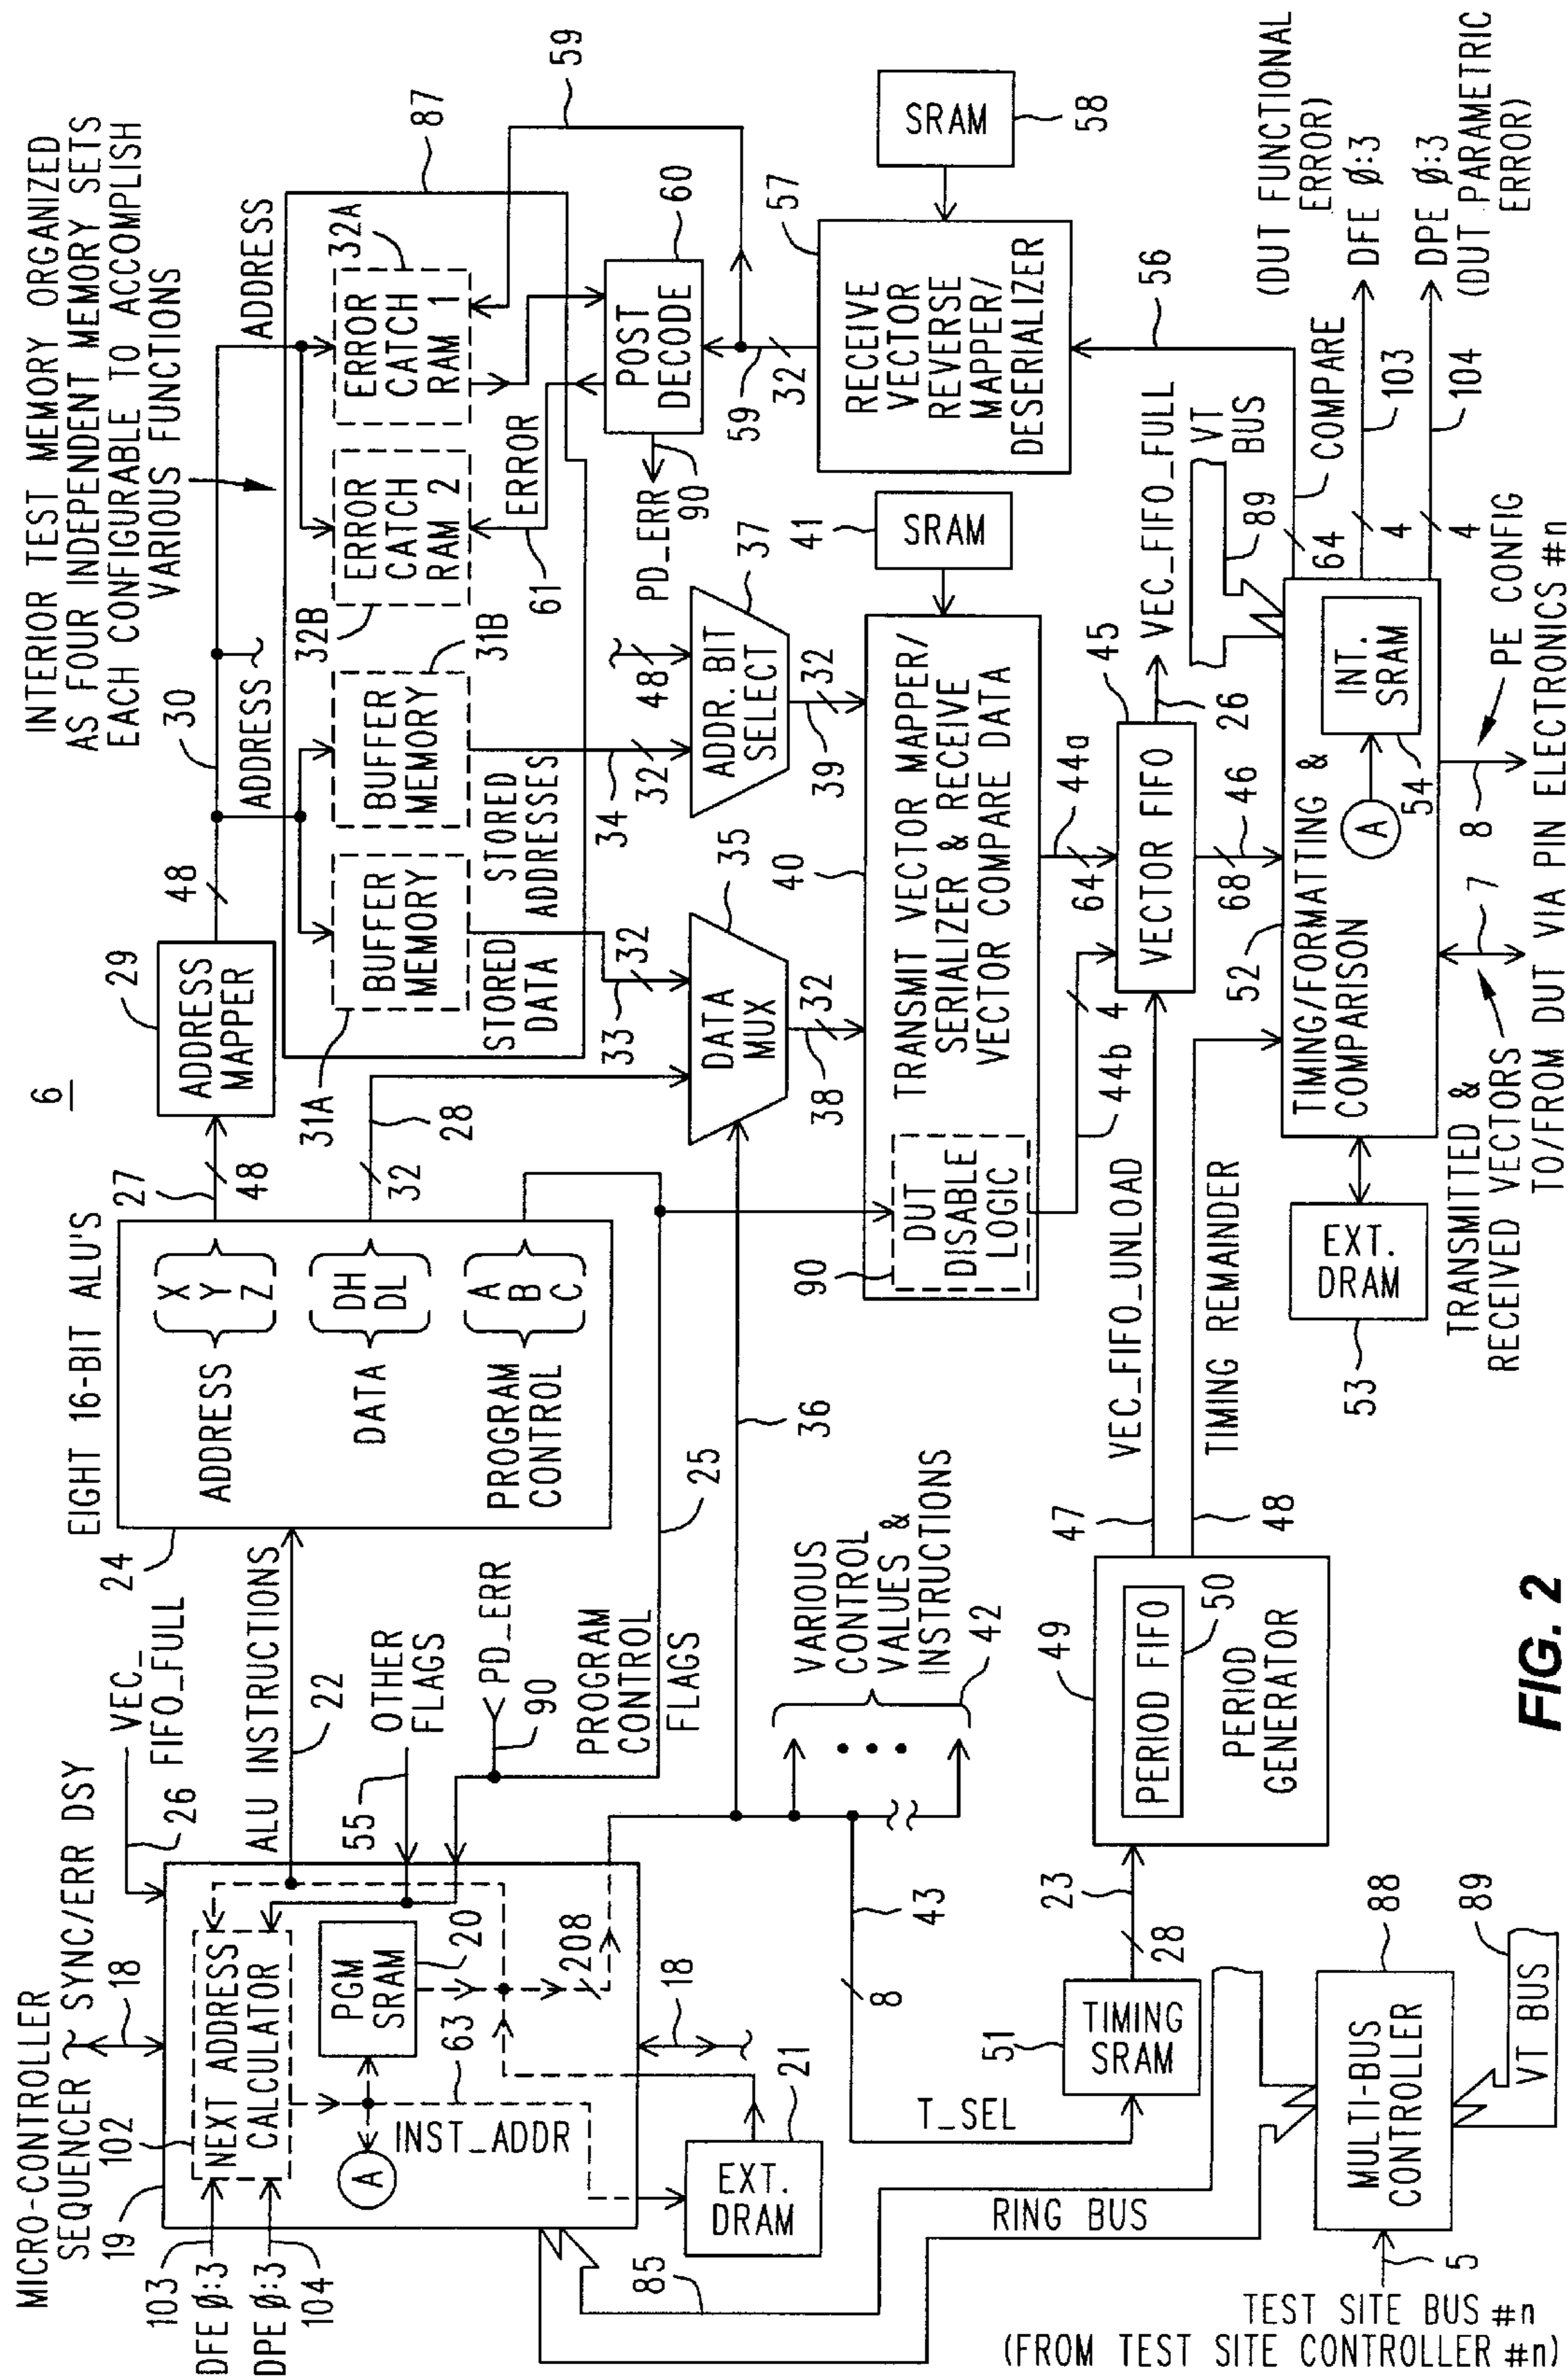 6
MICRO-CONTROLLER
SEQUENCER
19
SYNC/ERR DSY
18
VEC_
FIFO_FULL
26
103
DFE Ø:3
DPE Ø:3
104
102
NEXT ADDRESS
CALCULATOR
PGM
SRAM
20
A
63
INST_ADDR
208
18
ALU INSTRUCTIONS
22
OTHER
FLAGS
55
PD_ERR
90
PROGRAM
CONTROL
FLAGS
25
EXT.
DRAM
21
85
RING BUS
EIGHT 16-BIT ALU'S
24
ADDRESS
X
Y
Z
DATA
DH
DL
PROGRAM
CONTROL
A
B
C
27
48
28
32
ADDRESS
MAPPER
29
48
30
ADDRESS
ADDRESS
INTERIOR TEST MEMORY ORGANIZED
AS FOUR INDEPENDENT MEMORY SETS
EACH CONFIGURABLE TO ACCOMPLISH
VARIOUS FUNCTIONS
87
31A
BUFFER
MEMORY
BUFFER
MEMORY
31B
32B
ERROR
CATCH
RAM 2
ERROR
CATCH
RAM 1
32A
STORED
DATA
STORED
ADDRESSES
33
32
34
32
61
ERROR
59
POST
DECODE
60
PD_ERR
90
59
32
DATA
MUX
35
36
38
32
48
ADDR. BIT
SELECT
37
39
32
SRAM
41
40
TRANSMIT VECTOR MAPPER/
SERIALIZER & RECEIVE
VECTOR COMPARE DATA
DUT
DISABLE
LOGIC
90
RECEIVE
VECTOR
REVERSE
MAPPER/
DESERIALIZER
57
SRAM
58
VARIOUS
CONTROL
VALUES &
INSTRUCTIONS
42
43
8
T_SEL
TIMING
SRAM
51
23
28
49
PERIOD FIFO
50
PERIOD
GENERATOR
47
VEC_FIFO_UNLOAD
48
TIMING REMAINDER
44b
4
44a
64
VECTOR FIFO
45
VEC_FIFO_FULL
26
46
68
VT
BUS
89
56
64
COMPARE
52
TIMING/FORMATING &
COMPARISON
A
INT.
SRAM
54
EXT.
DRAM
53
(DUT FUNCTIONAL
ERROR)
DFE Ø:3
103
4
DPE Ø:3
104
4
(DUT PARAMETRIC
ERROR)
7
8
PE CONFIG
TRANSMITTED &
RECEIVED VECTORS
TO/FROM DUT VIA PIN ELECTRONICS #n
MULTI-BUS
CONTROLLER
88
VT BUS
89
5
TEST SITE BUS #n
(FROM TEST SITE CONTROLLER #n)
FIG. 2